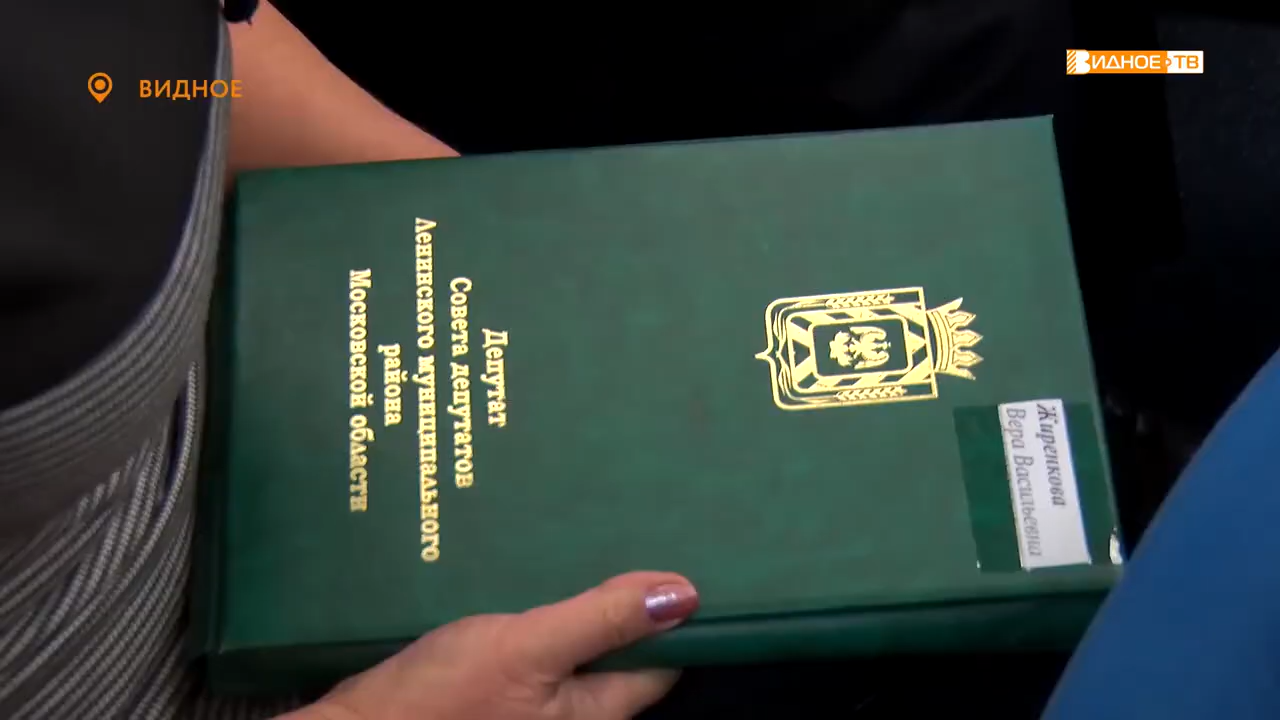 ВИДНОЕ
ВИДНОЕ ТВ
Депутат
Совета депутатов
Ленинского муниципального
района
Московской области
Жиренкова
Вера Васильевна